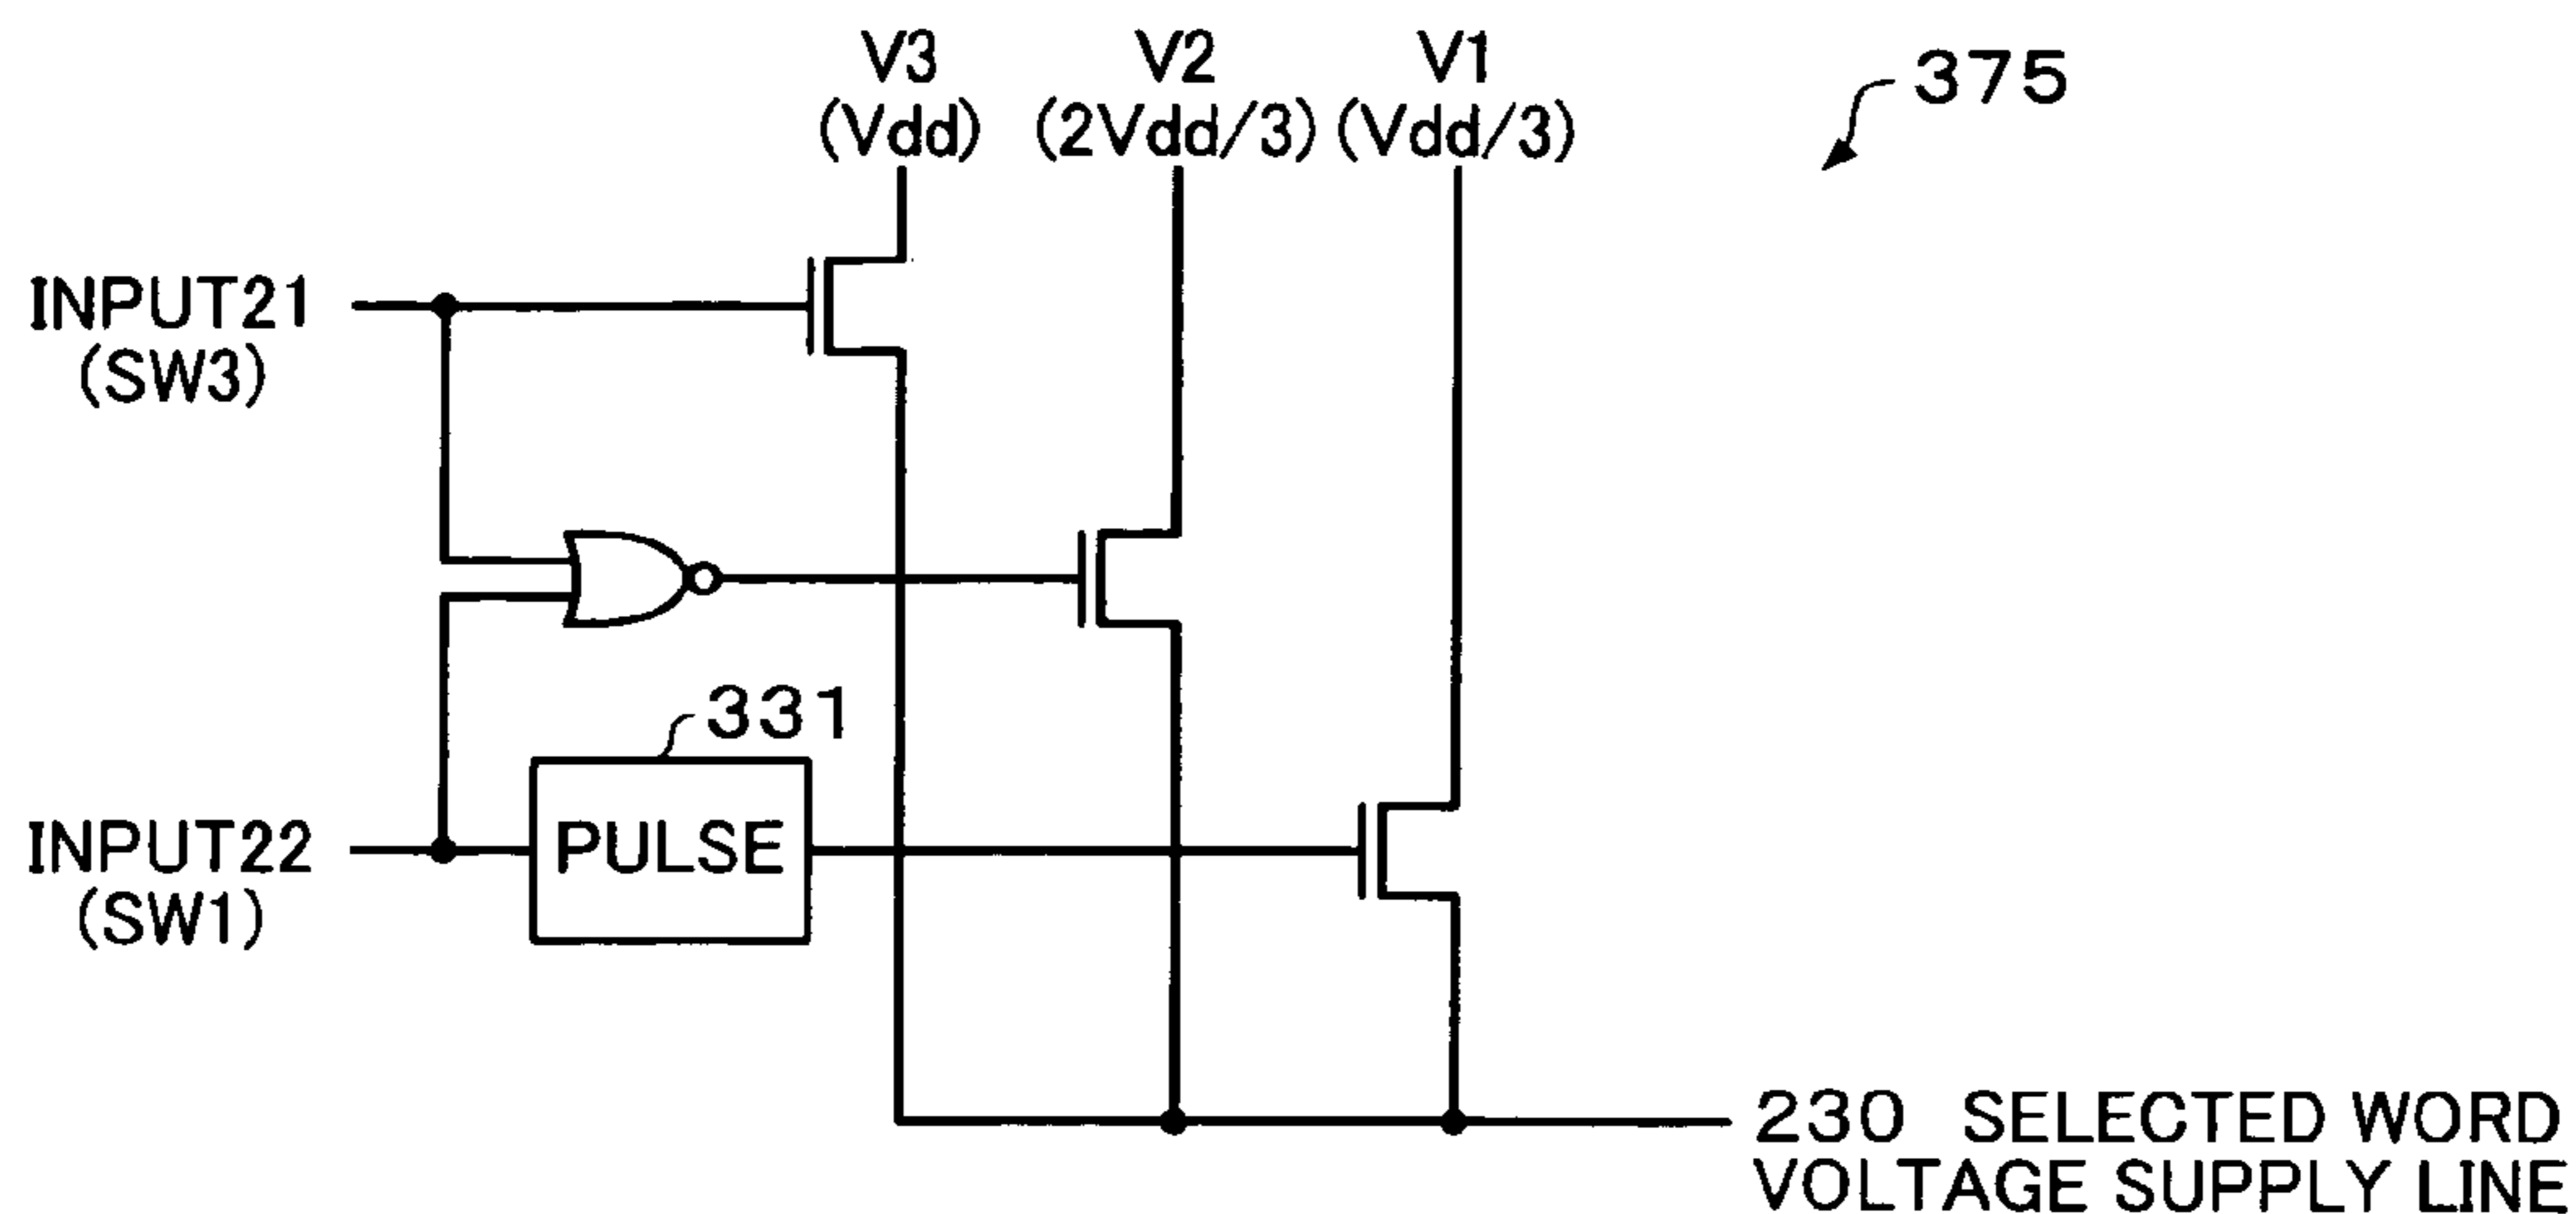 V3 V2 V1
(Vdd) (2Vdd/3) (Vdd/3)
375
INPUT21
(SW3)
331
INPUT22
(SW1)
PULSE
230 SELECTED WORD
VOLTAGE SUPPLY LINE